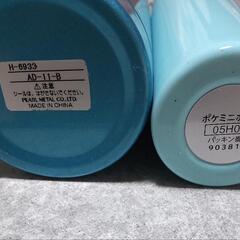 H-6933
AD-11-B
⚠注意
シールは、はがさないでください。
PEARL METAL CO.,LTD.
MADE IN CHINA
ポケミニボ
05H0
パッキン
90381